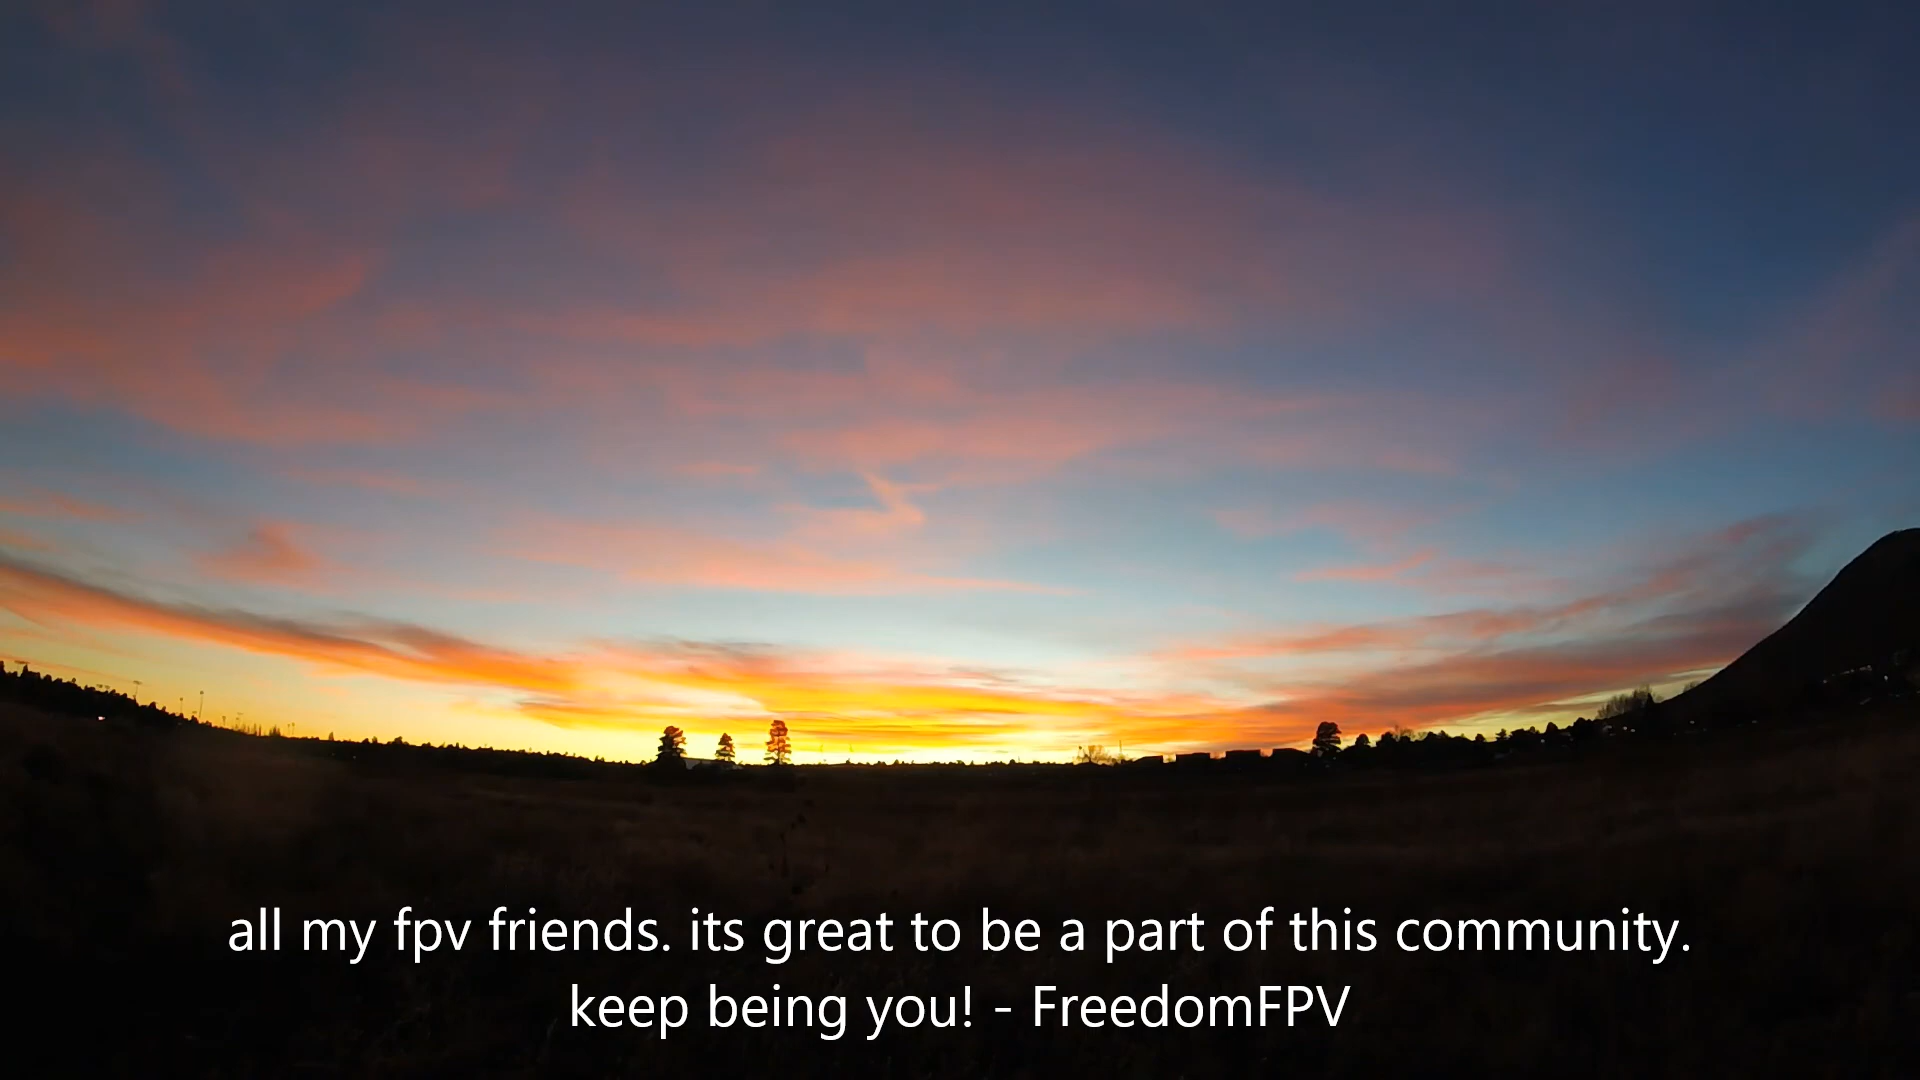 all my fpv friends. its great to be a part of this community.
keep being you! - FreedomFPV